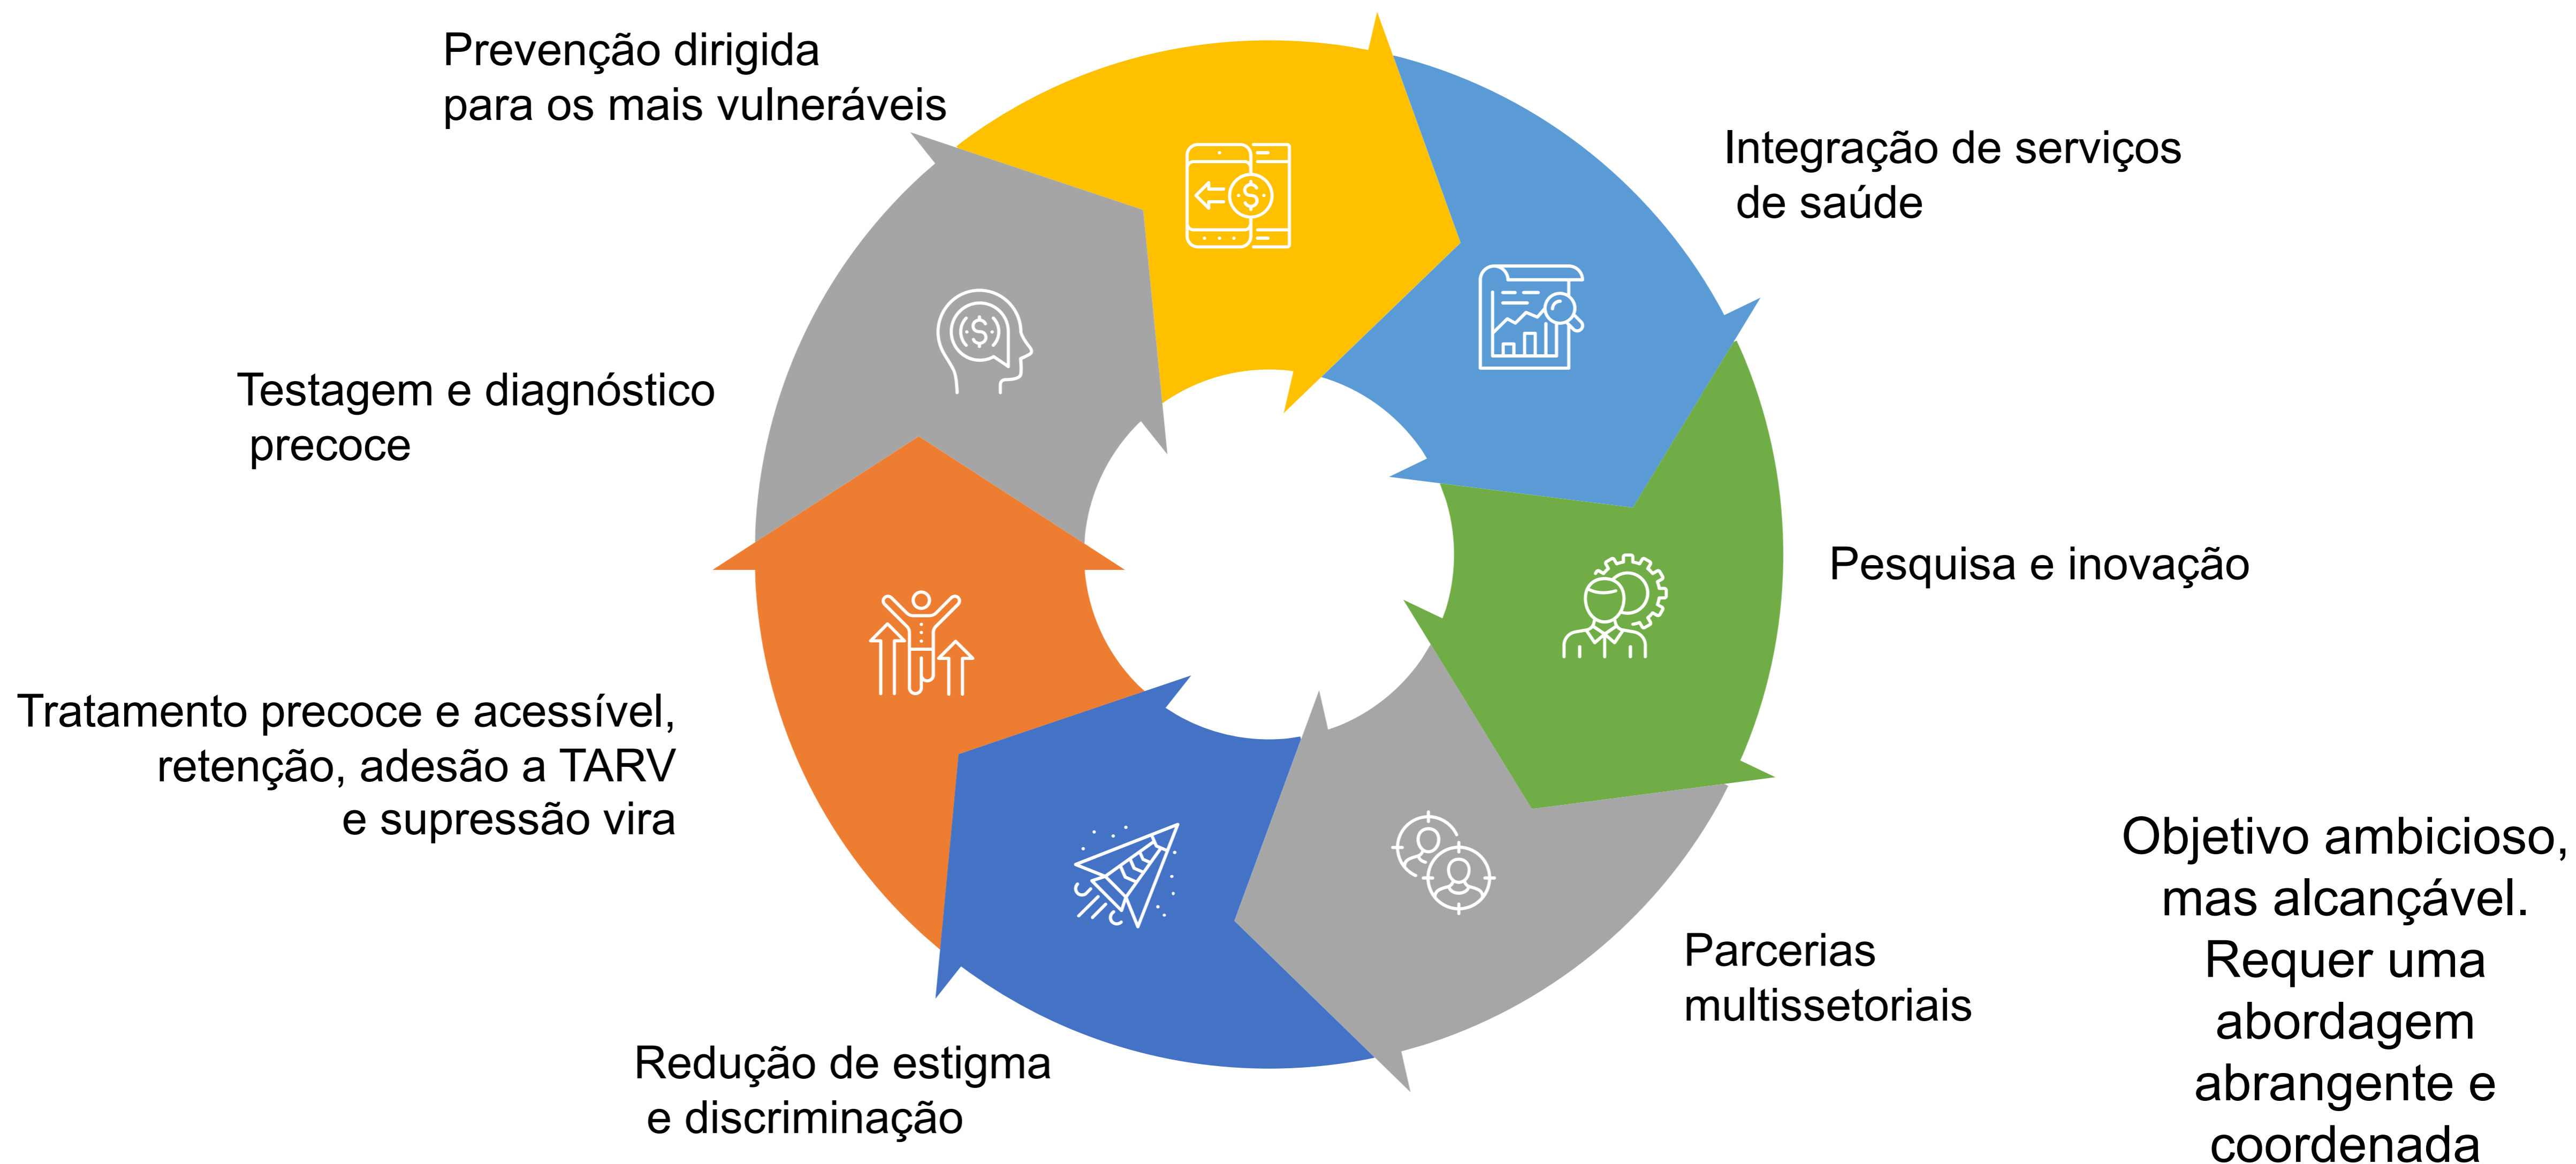 Prevenção dirigida
para os mais vulneráveis
Integração de serviços
de saúde
Testagem e diagnóstico
precoce
Pesquisa e inovação
Tratamento precoce e acessível,
retenção, adesão a TARV
e supressão vira
Parcerias
multissetoriais
Redução de estigma
e discriminação
Objetivo ambicioso,
mas alcançável.
Requer uma
abordagem
abrangente e
coordenada